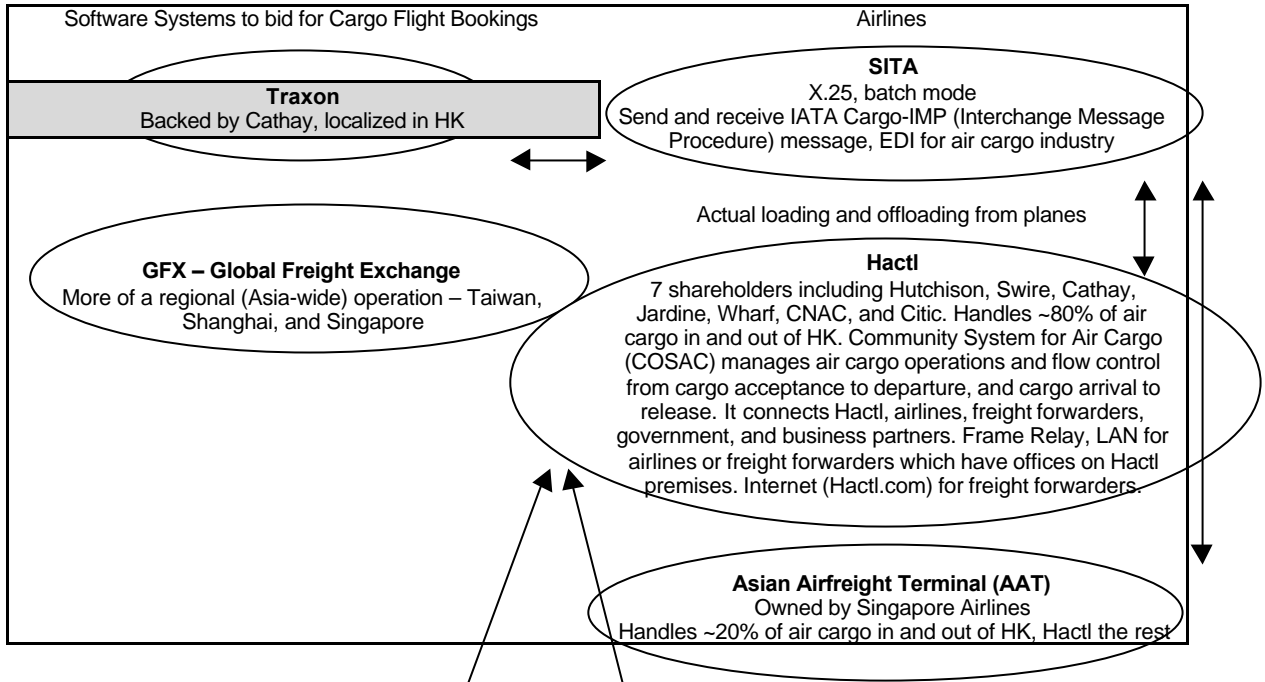 Software Systems to bid for Cargo Flight Bookings
Airlines
Traxon
Backed by Cathay, localized in HK
SITA
X.25, batch mode
Send and receive IATA Cargo-IMP (Interchange Message
Procedure) message, EDI for air cargo industry
Actual loading and offloading from planes
GFX – Global Freight Exchange
More of a regional (Asia-wide) operation – Taiwan,
Shanghai, and Singapore
Hactl
7 shareholders including Hutchison, Swire, Cathay,
Jardine, Wharf, CNAC, and Citic. Handles ~80% of air
cargo in and out of HK. Community System for Air Cargo
(COSAC) manages air cargo operations and flow control
from cargo acceptance to departure, and cargo arrival to
release. It connects Hactl, airlines, freight forwarders,
government, and business partners. Frame Relay, LAN for
airlines or freight forwarders which have offices on Hactl
premises. Internet (Hactl.com) for freight forwarders.
Asian Airfreight Terminal (AAT)
Owned by Singapore Airlines
Handles ~20% of air cargo in and out of HK, Hactl the rest